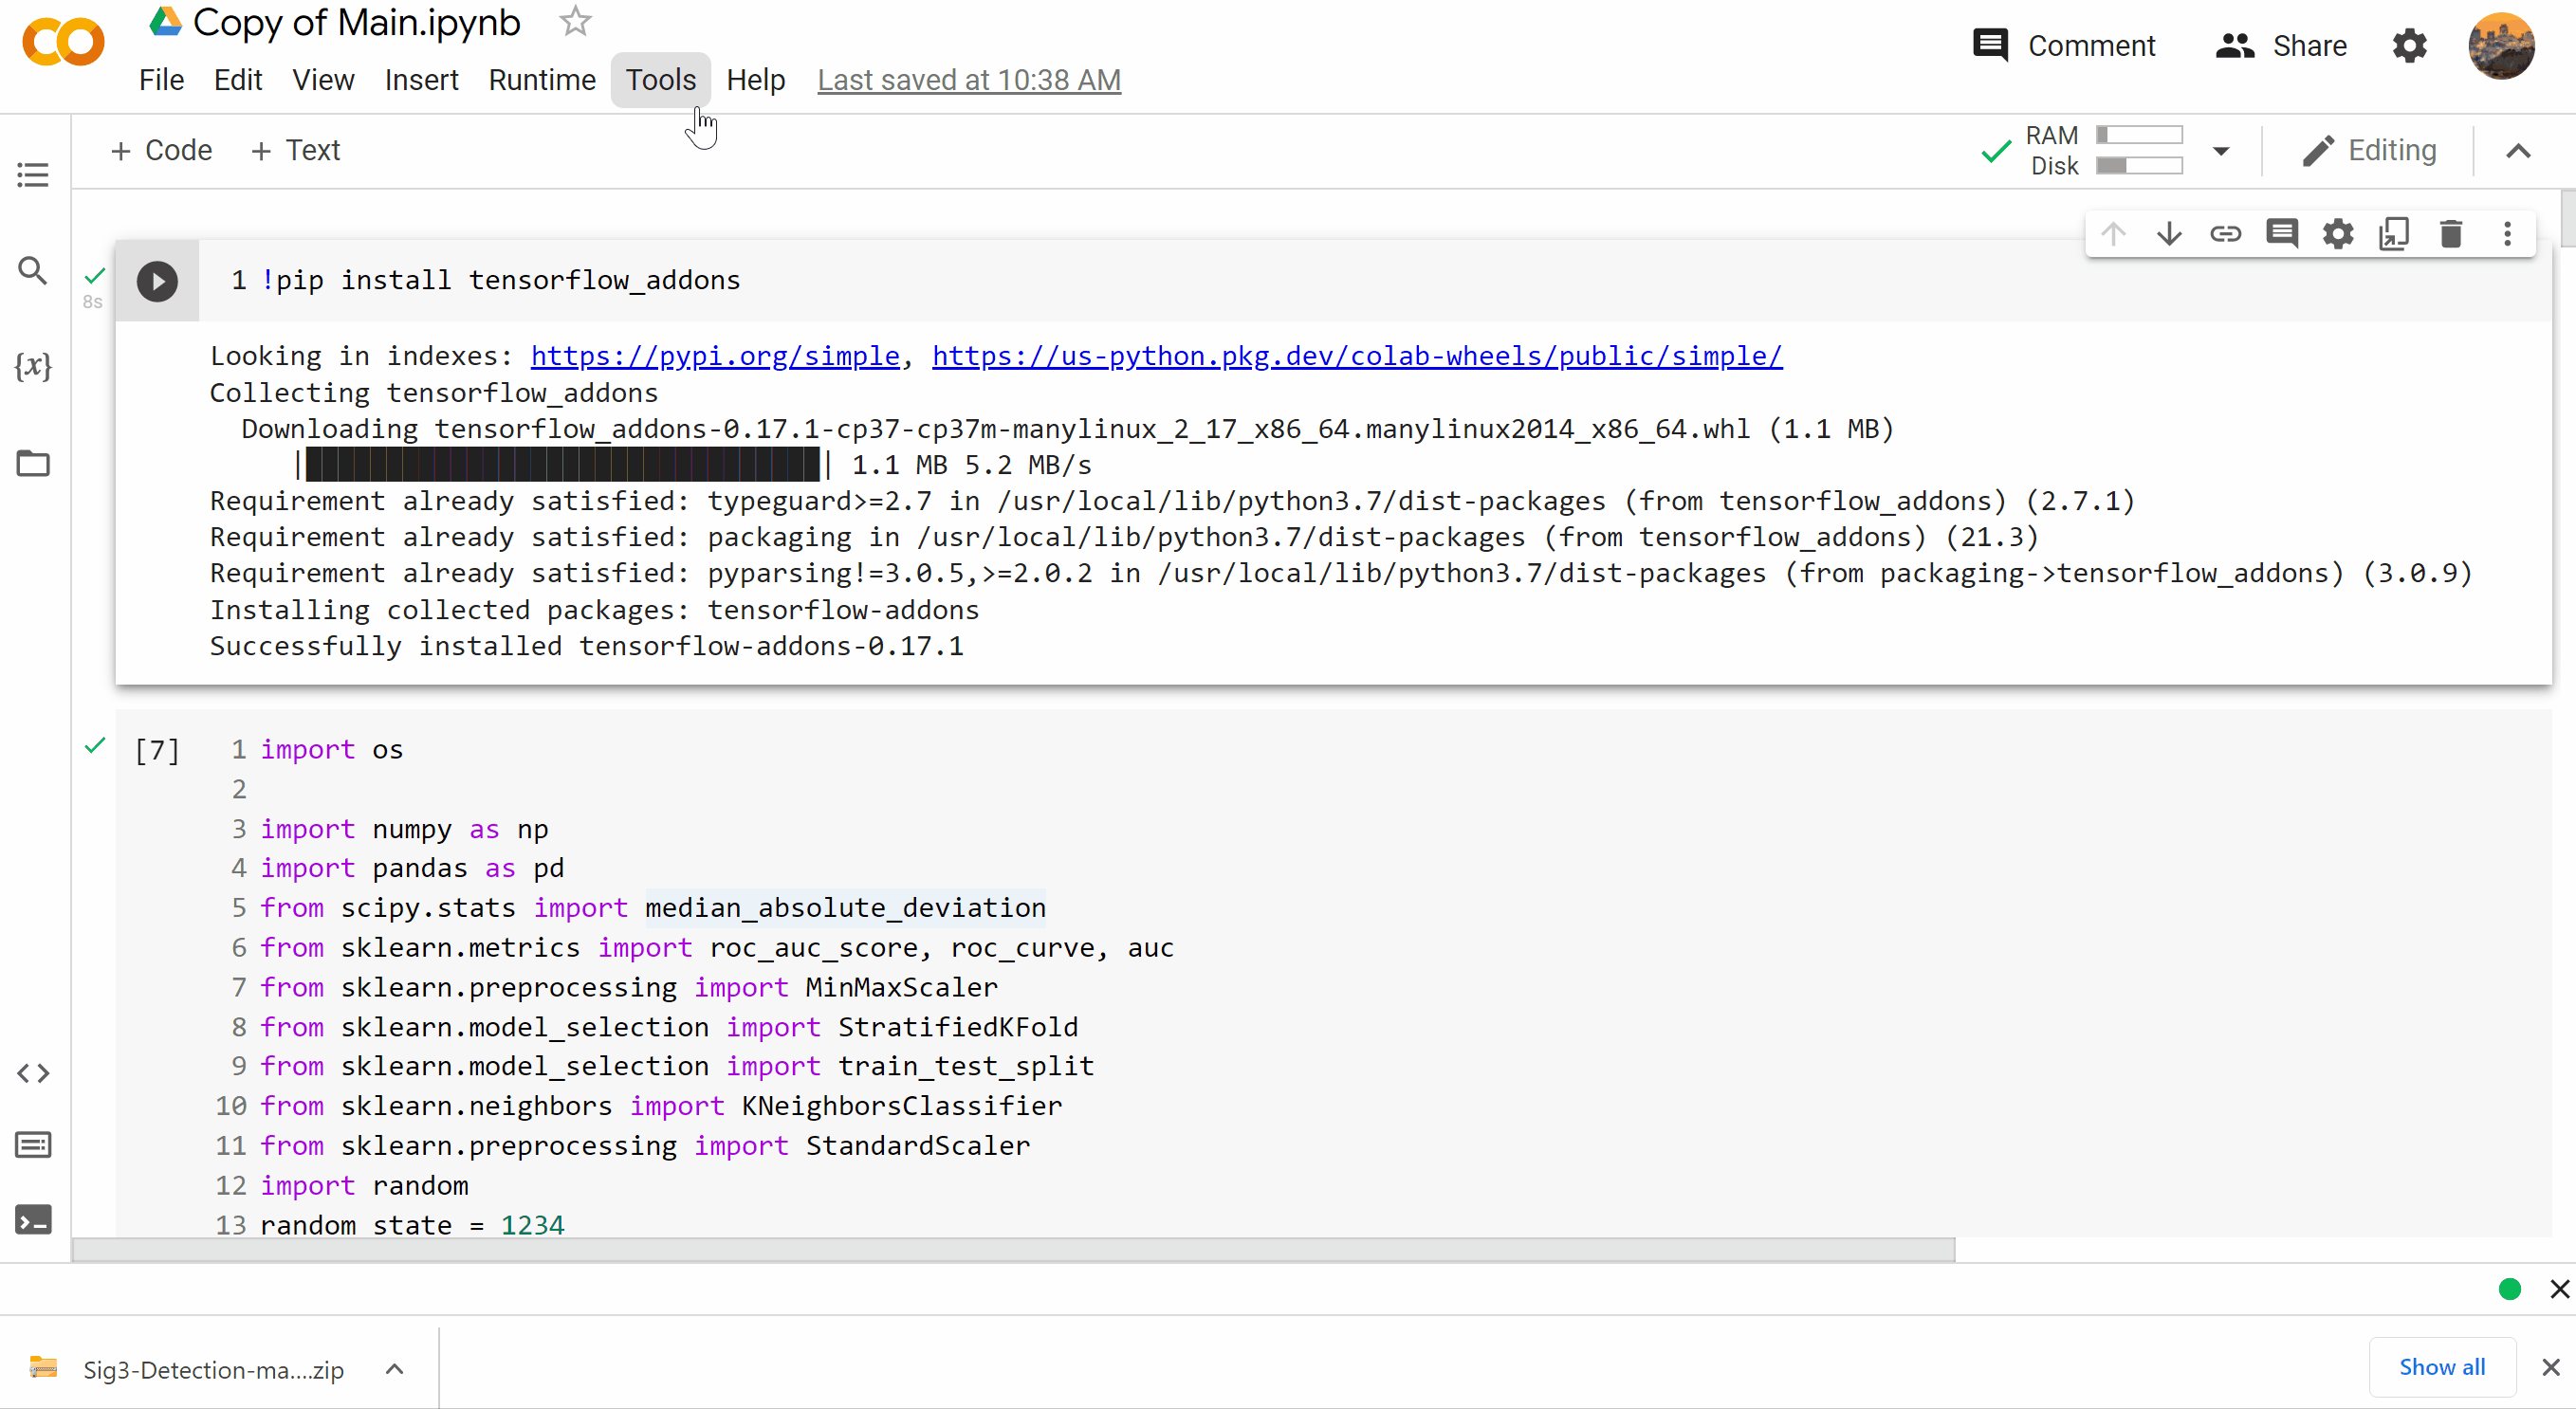 Copy of Main.ipynb
File Edit View Insert Runtime Tools Help Last saved at 10:38 AM
Comment Share
+ Code + Text
RAM
Disk
Editing
8s
1 !pip install tensorflow_addons
Looking in indexes: https://pypi.org/simple, https://us-python.pkg.dev/colab-wheels/public/simple/
Collecting tensorflow_addons
Downloading tensorflow_addons-0.17.1-cp37-cp37m-manylinux_2_17_x86_64.manylinux2014_x86_64.whl (1.1 MB)
|████████████████████████████████| 1.1 MB 5.2 MB/s
Requirement already satisfied: typeguard>=2.7 in /usr/local/lib/python3.7/dist-packages (from tensorflow_addons) (2.7.1)
Requirement already satisfied: packaging in /usr/local/lib/python3.7/dist-packages (from tensorflow_addons) (21.3)
Requirement already satisfied: pyparsing!=3.0.5,>=2.0.2 in /usr/local/lib/python3.7/dist-packages (from packaging->tensorflow_addons) (3.0.9)
Installing collected packages: tensorflow-addons
Successfully installed tensorflow-addons-0.17.1
[7] 1 import os
2
3 import numpy as np
4 import pandas as pd
5 from scipy.stats import median_absolute_deviation
6 from sklearn.metrics import roc_auc_score, roc_curve, auc
7 from sklearn.preprocessing import MinMaxScaler
8 from sklearn.model_selection import StratifiedKFold
9 from sklearn.model_selection import train_test_split
10 from sklearn.neighbors import KNeighborsClassifier
11 from sklearn.preprocessing import StandardScaler
12 import random
13 random_state = 1234
Sig3-Detection-ma....zip
Show all